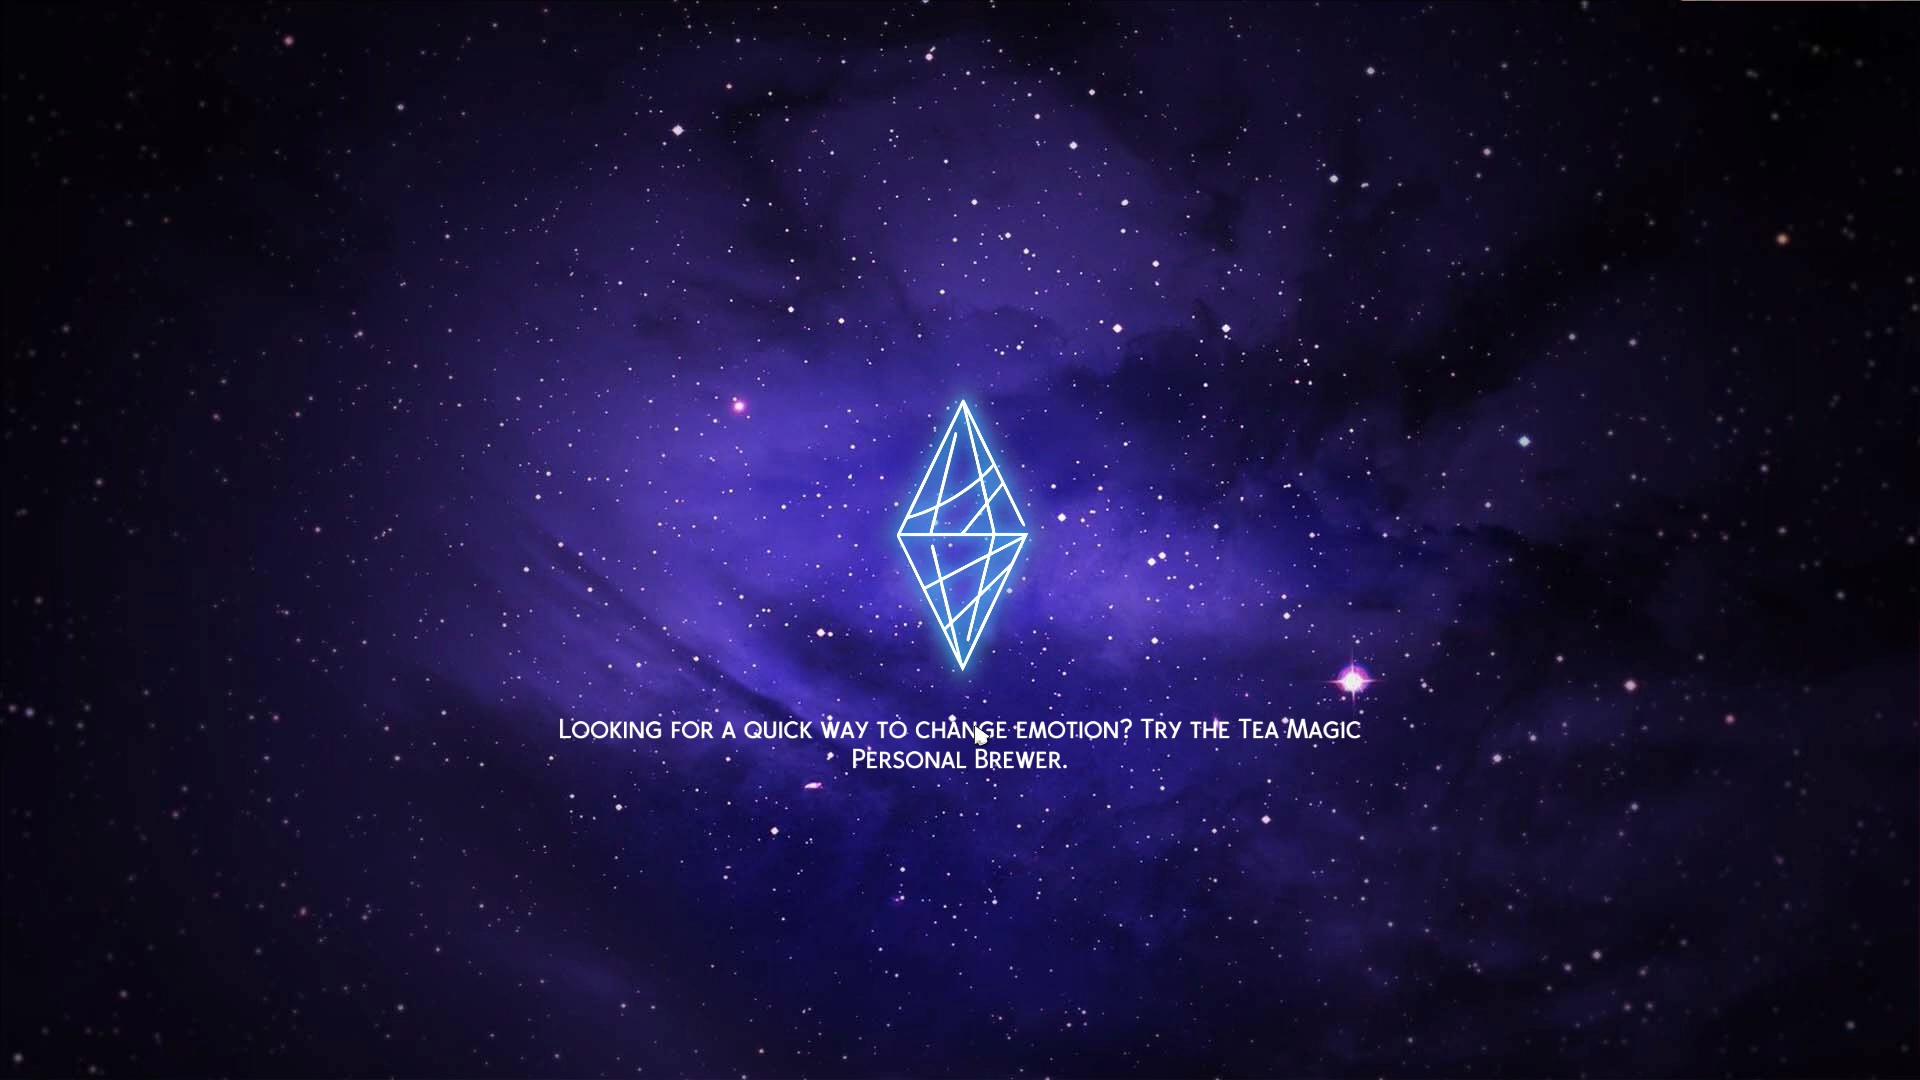 Looking for a quick way to change emotion? Try the Tea Magic
Personal Brewer.